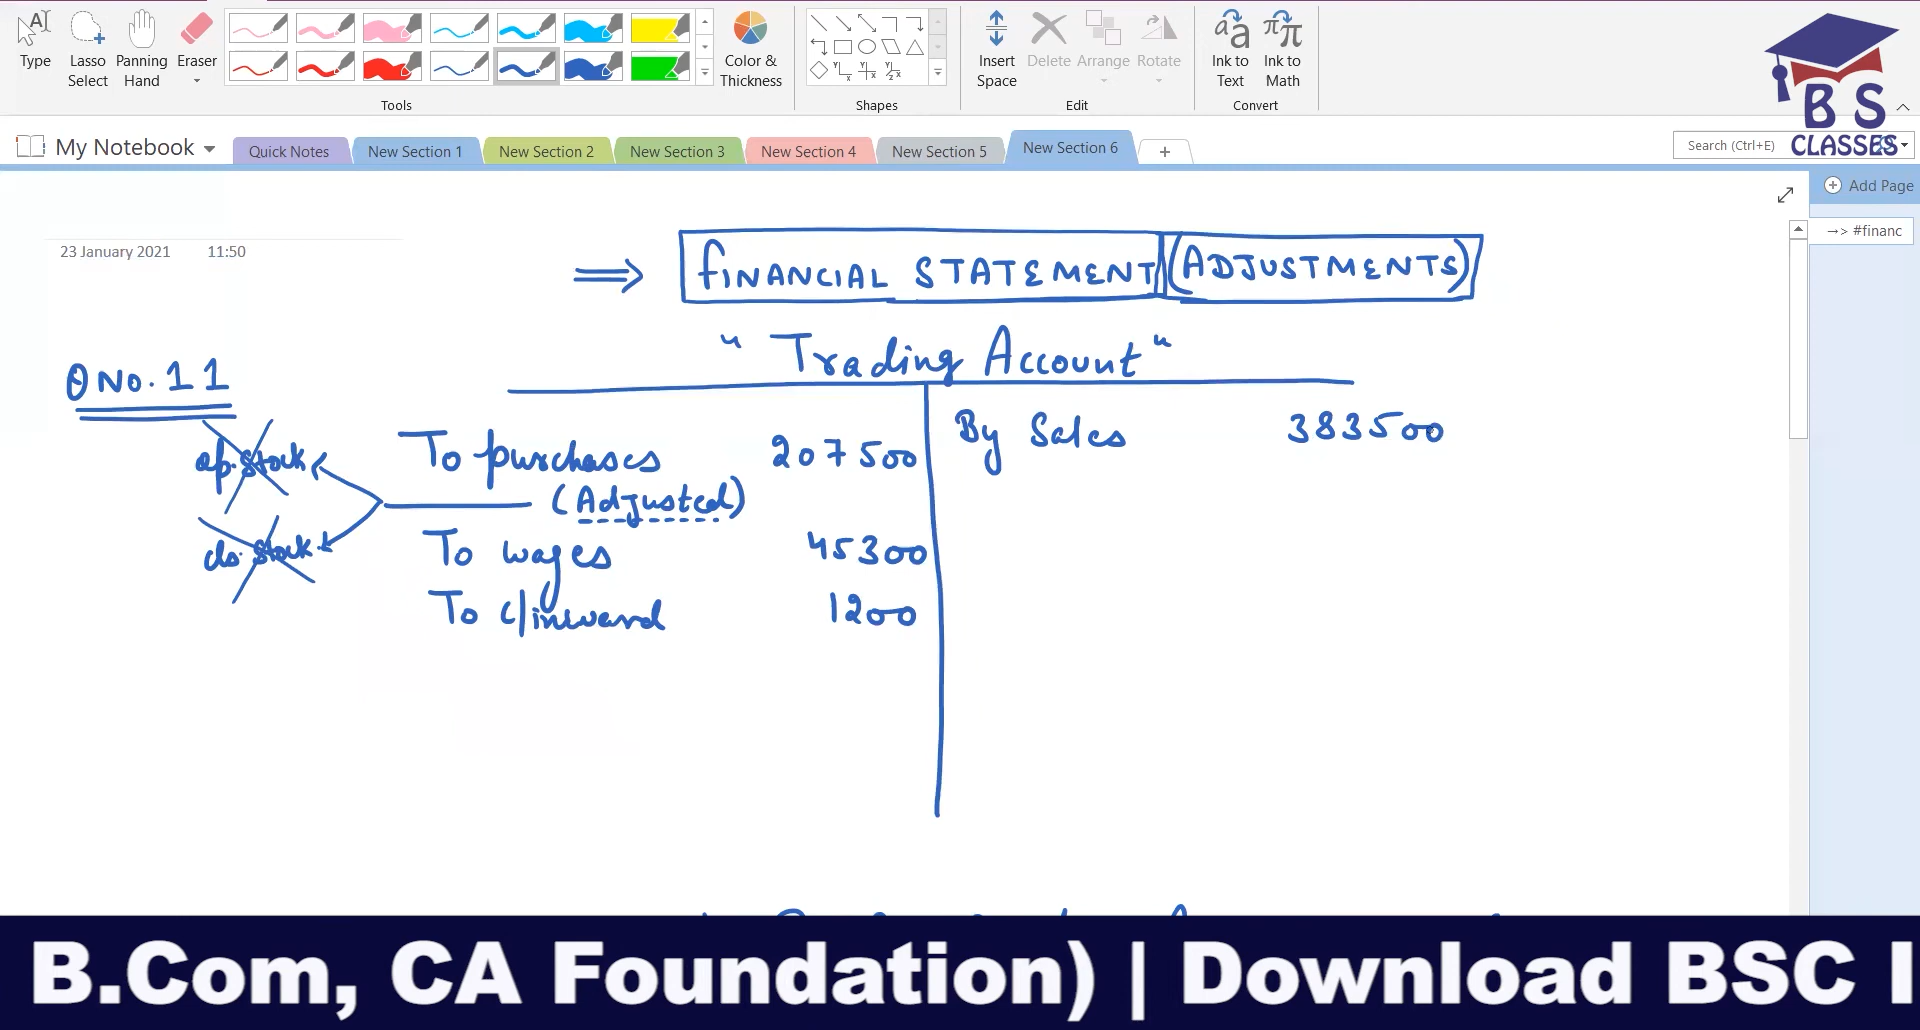 Type
Lasso Select
Panning Hand
Eraser
Color & Thickness
Insert Space
Delete
Arrange
Rotate
Ink to Text
Ink to Math
Tools
Shapes
Edit
Convert
BS
CLASSES
My Notebook
Quick Notes
New Section 1
New Section 2
New Section 3
New Section 4
New Section 5
New Section 6
Search (Ctrl+E)
Add Page
--> #financ
23 January 2021 11:50
⇒ FINANCIAL STATEMENT (ADJUSTMENTS)
" Trading Account "
Q No. 11
To purchases 207500 By Sales 383500
op. stock
(Adjusted)
clo. stock
To wages 45300
To c/inward 1200
B.Com, CA Foundation) | Download BSC I